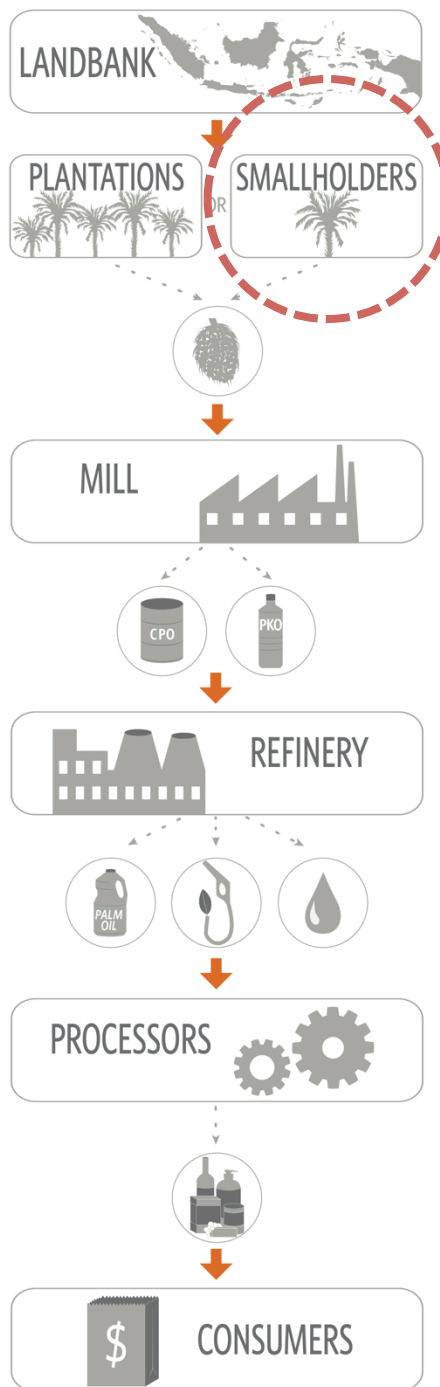 LANDBANK
PLANTATIONS
OR
SMALLHOLDERS
MILL
CPO
PKO
REFINERY
PALM
OIL
PROCESSORS
$
CONSUMERS